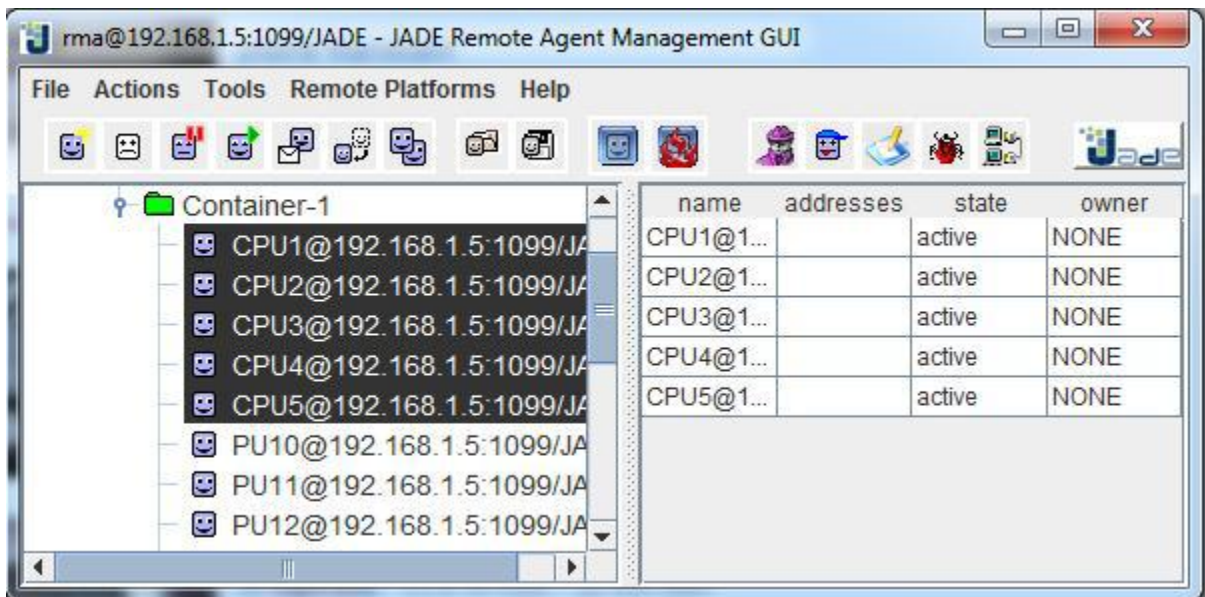 rma@192.168.1.5:1099/JADE - JADE Remote Agent Management GUI
File Actions Tools Remote Platforms Help
Jade
Container-1
CPU1@192.168.1.5:1099/JA
CPU2@192.168.1.5:1099/JA
CPU3@192.168.1.5:1099/JA
CPU4@192.168.1.5:1099/JA
CPU5@192.168.1.5:1099/JA
PU10@192.168.1.5:1099/JA
PU11@192.168.1.5:1099/JA
PU12@192.168.1.5:1099/JA
name addresses state owner
CPU1@1... active NONE
CPU2@1... active NONE
CPU3@1... active NONE
CPU4@1... active NONE
CPU5@1... active NONE